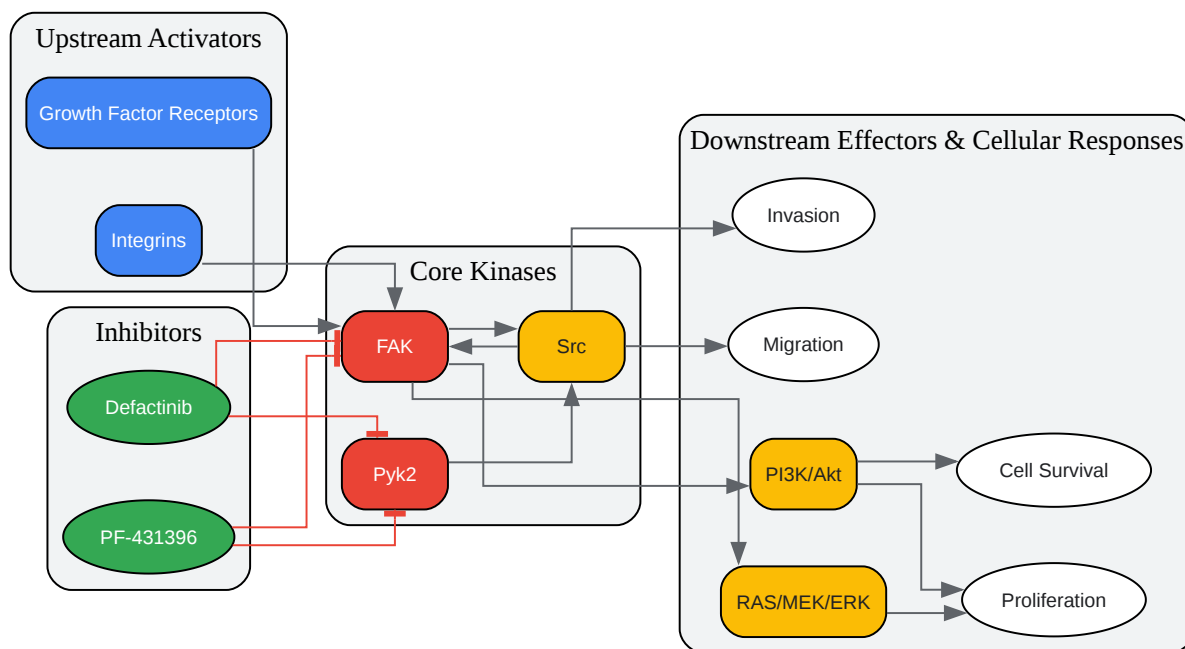 Upstream Activators
Growth Factor Receptors
Integrins
Inhibitors
Defactinib
PF-431396
Core Kinases
FAK
Src
Pyk2
Downstream Effectors & Cellular Responses
Invasion
Migration
PI3K/Akt
Cell Survival
RAS/MEK/ERK
Proliferation